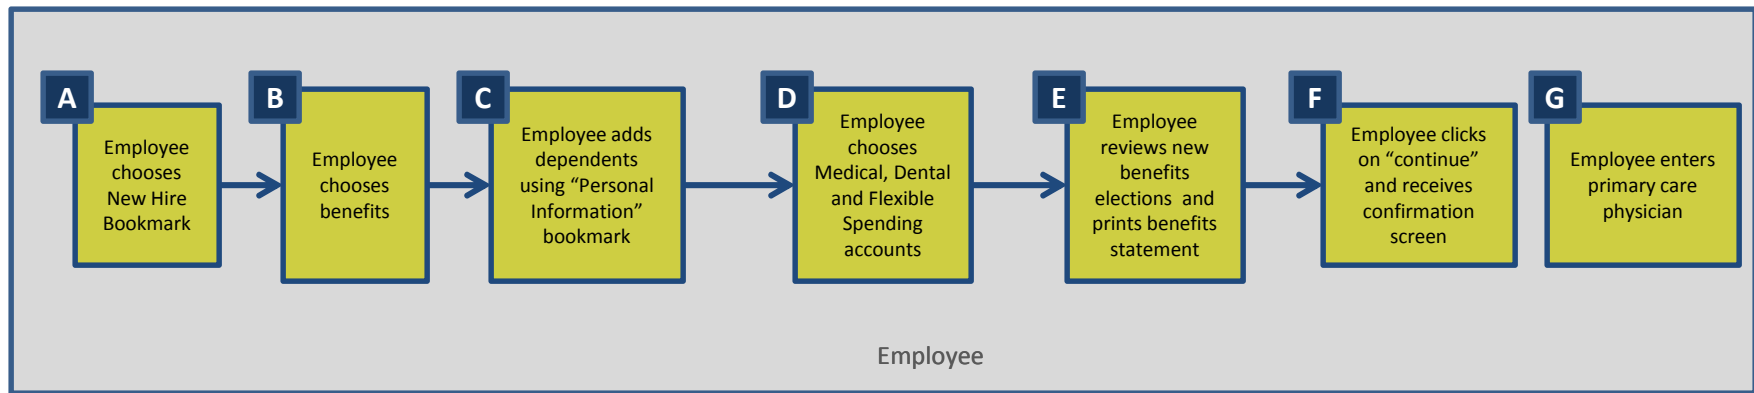 A
Employee
chooses
New Hire
Bookmark
B
Employee
chooses
benefits
C
Employee adds
dependents
using “Personal
Information”
bookmark
D
Employee
chooses
Medical, Dental
and Flexible
Spending
accounts
E
Employee
reviews new
benefits
elections and
prints benefits
statement
F
Employee clicks
on “continue”
and receives
confirmation
screen
G
Employee enters
primary care
physician
Employee